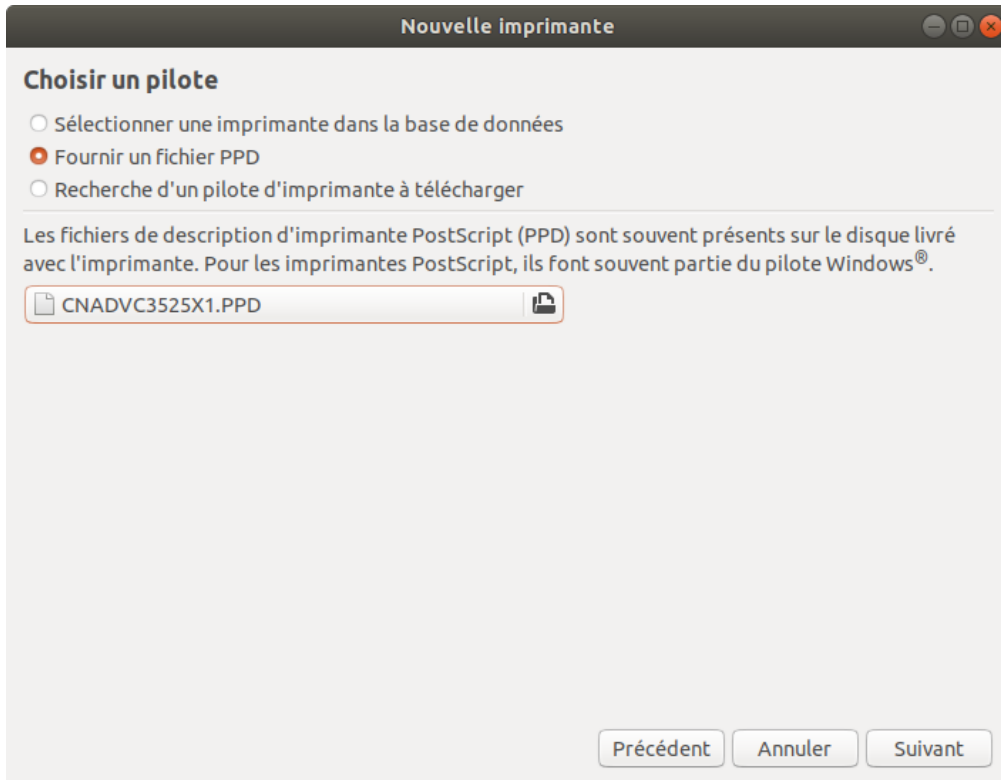 Nouvelle imprimante
Choisir un pilote
Sélectionner une imprimante dans la base de données
Fournir un fichier PPD
Recherche d'un pilote d'imprimante à télécharger
Les fichiers de description d'imprimante PostScript (PPD) sont souvent présents sur le disque livré
avec l'imprimante. Pour les imprimantes PostScript, ils font souvent partie du pilote Windows®.
CNADVC3525X1.PPD
Précédent Annuler Suivant